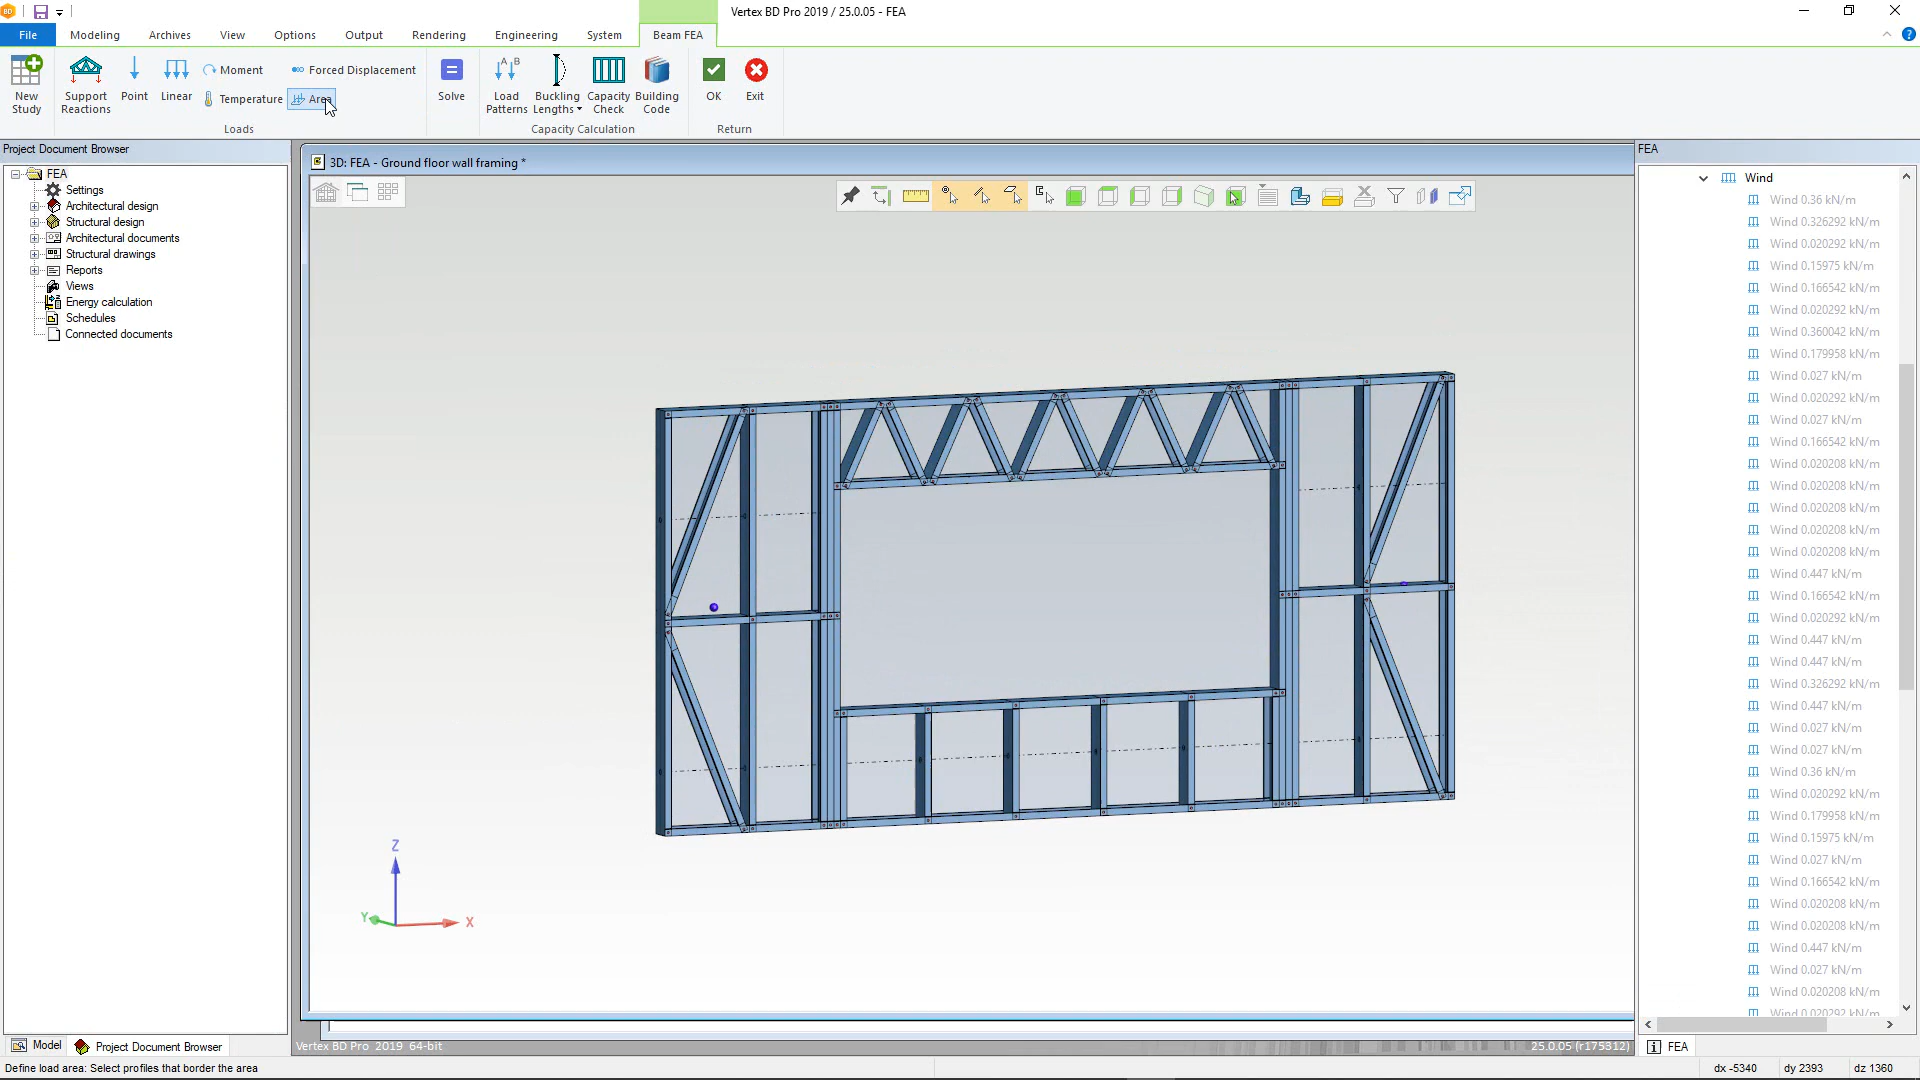 Vertex BD Pro 2019 / 25.0.05 - FEA
File
Modeling
Archives
View
Options
Output
Rendering
Engineering
System
Beam FEA
New Study
Support Reactions
Point
Linear
Moment
Temperature
Forced Displacement
Area
Loads
Solve
Load Patterns
Buckling Lengths
Capacity Check
Building Code
Capacity Calculation
OK
Exit
Return
Project Document Browser
FEA
Settings
Architectural design
Structural design
Architectural documents
Structural drawings
Reports
Views
Energy calculation
Schedules
Connected documents
3D: FEA - Ground floor wall framing *
Z
Y
X
FEA
Wind
Wind 0.36 kN/m
Wind 0.326292 kN/m
Wind 0.020292 kN/m
Wind 0.15975 kN/m
Wind 0.166542 kN/m
Wind 0.020292 kN/m
Wind 0.360042 kN/m
Wind 0.179958 kN/m
Wind 0.027 kN/m
Wind 0.020292 kN/m
Wind 0.027 kN/m
Wind 0.166542 kN/m
Wind 0.020208 kN/m
Wind 0.020208 kN/m
Wind 0.020208 kN/m
Wind 0.020208 kN/m
Wind 0.020208 kN/m
Wind 0.447 kN/m
Wind 0.166542 kN/m
Wind 0.020292 kN/m
Wind 0.447 kN/m
Wind 0.447 kN/m
Wind 0.326292 kN/m
Wind 0.447 kN/m
Wind 0.027 kN/m
Wind 0.027 kN/m
Wind 0.36 kN/m
Wind 0.020292 kN/m
Wind 0.179958 kN/m
Wind 0.15975 kN/m
Wind 0.027 kN/m
Wind 0.166542 kN/m
Wind 0.020208 kN/m
Wind 0.020208 kN/m
Wind 0.447 kN/m
Wind 0.027 kN/m
Wind 0.020208 kN/m
Wind 0.020292 kN/m
Model
Project Document Browser
Vertex BD Pro 2019 64-bit
25.0.05 (r175312)
FEA
Define load area: Select profiles that border the area
dx -5340
dy 2393
dz 1360